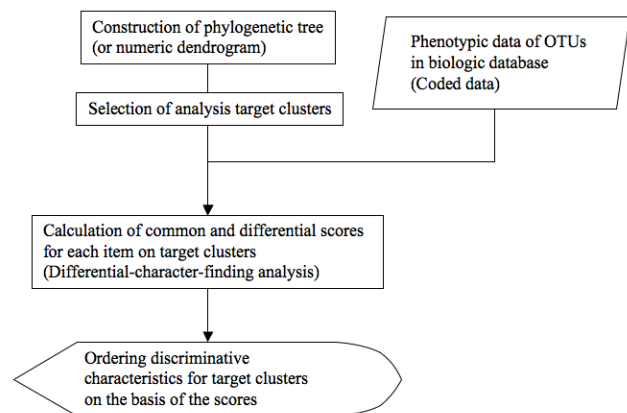 Construction of phylogenetic tree
(or numeric dendrogram)
Phenotypic data of OTUs
in biologic database
(Coded data)
Selection of analysis target clusters
Calculation of common and differential scores
for each item on target clusters
(Differential-character-finding analysis)
Ordering discriminative
characteristics for target clusters
on the basis of the scores